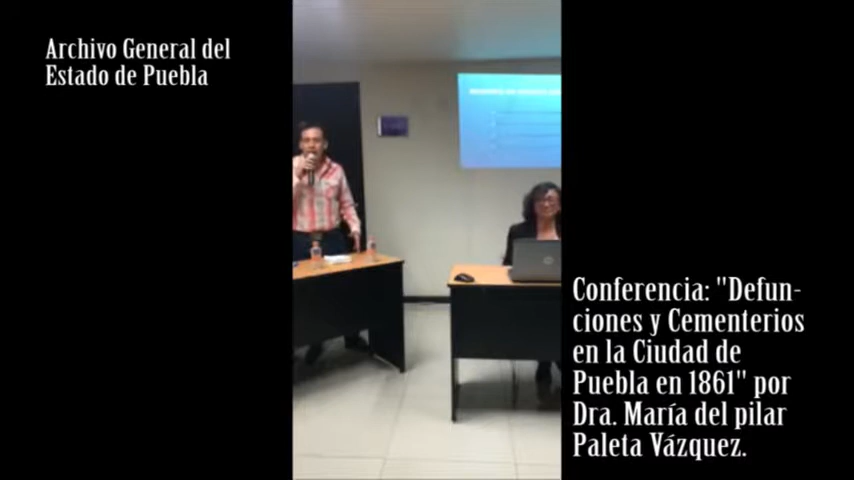 Archivo General del
Estado de Puebla
Conferencia: "Defun-
ciones y Cementerios
en la Ciudad de
Puebla en 1861" por
Dra. María del pilar
Paleta Vázquez.